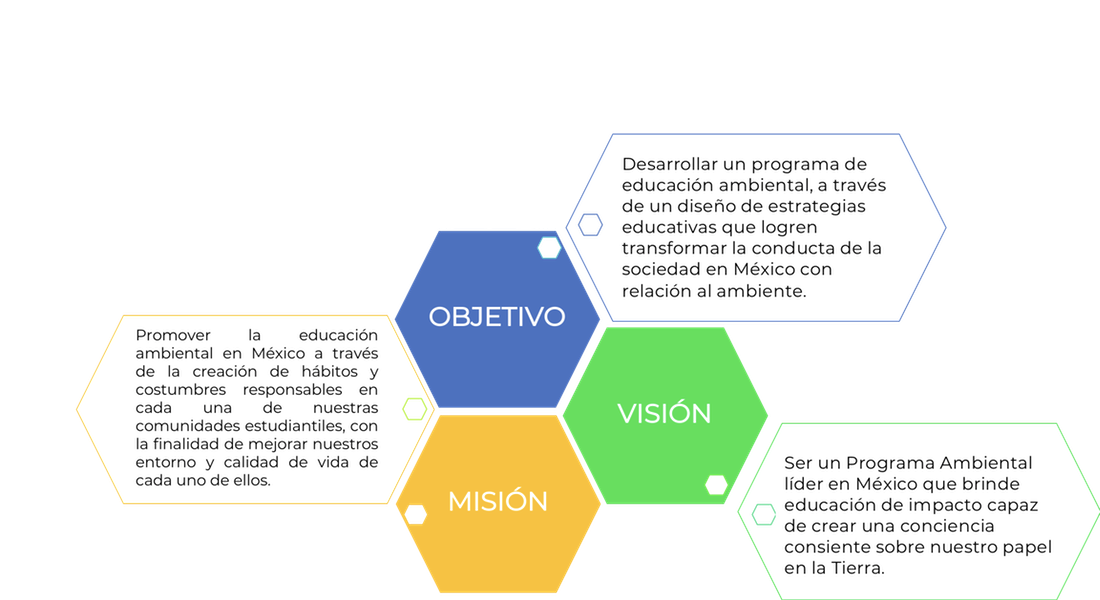 Desarrollar un programa de
educación ambiental, a través
de un diseño de estrategias
educativas que logren
transformar la conducta de la
sociedad en México con
relación al ambiente.
OBJETIVO
Promover la educación
ambiental en México a través
de la creación de hábitos y
costumbres responsables en
cada una de nuestras
comunidades estudiantiles, con
la finalidad de mejorar nuestros
entorno y calidad de vida de
cada uno de ellos.
VISIÓN
MISIÓN
Ser un Programa Ambiental
líder en México que brinde
educación de impacto capaz
de crear una conciencia
consiente sobre nuestro papel
en la Tierra.